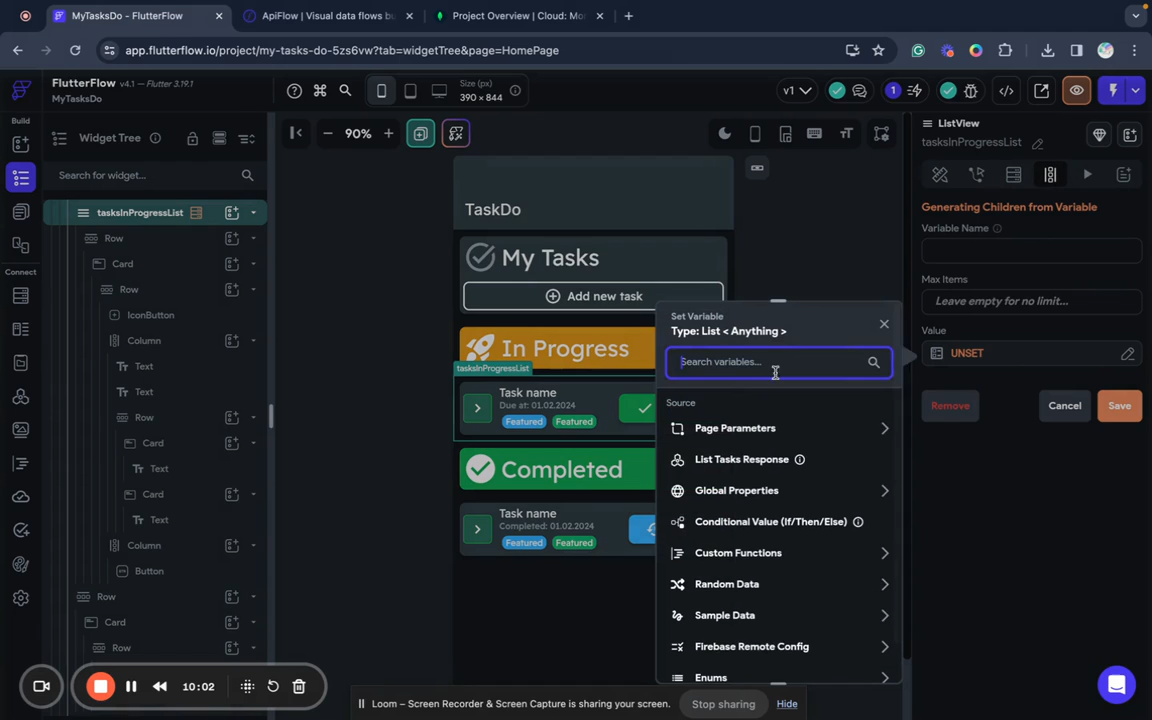 MyTasksDo - FlutterFlow
ApiFlow | Visual data flows bu
Project Overview | Cloud: Mon
app.flutterflow.io/project/my-tasks-do-5zs6vw?tab=widgetTree&page=HomePage
FlutterFlow v4.1 – Flutter 3.19.1
MyTasksDo
Size (px)
390 × 844
v1
1
Build
Connect
Widget Tree
Search for widget...
tasksInProgressList
Row
Card
Row
IconButton
Column
Text
Text
Row
Card
Text
Card
Text
Column
Button
Row
Card
Row
90%
TaskDo
My Tasks
Add new task
In Progress
tasksInProgressList
Task name
Due at: 01.02.2024
Featured
Featured
Completed
Task name
Completed: 01.02.2024
Featured
Featured
Set Variable
Type: List < Anything >
Search variables...
Source
Page Parameters
List Tasks Response
Global Properties
Conditional Value (If/Then/Else)
Custom Functions
Random Data
Sample Data
Firebase Remote Config
Enums
ListView
tasksInProgressList
Generating Children from Variable
Variable Name
Max Items
Leave empty for no limit...
Value
UNSET
Remove
Cancel
Save
10:02
Loom – Screen Recorder & Screen Capture is sharing your screen.
Stop sharing
Hide